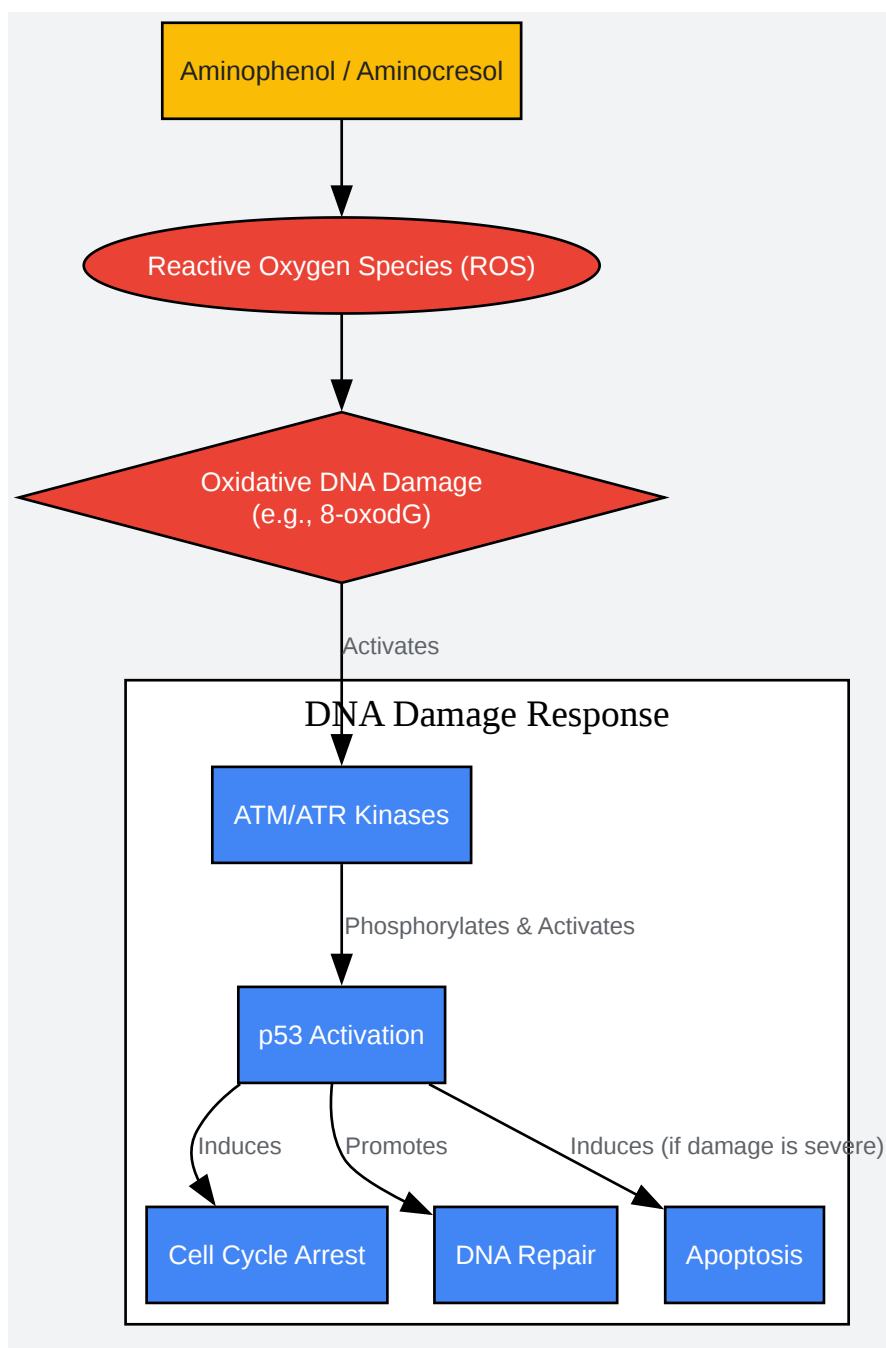 Aminophenol / Aminocresol
Reactive Oxygen Species (ROS)
Oxidative DNA Damage
(e.g., 8-oxodG)
Activates
DNA Damage Response
ATM/ATR Kinases
Phosphorylates & Activates
p53 Activation
Induces
Promotes
Induces (if damage is severe)
Cell Cycle Arrest
DNA Repair
Apoptosis